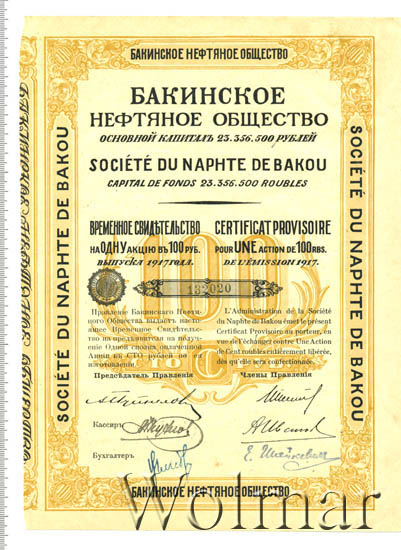 БАКИНСКОЕ НЕФТЯНОЕ ОБЩЕСТВО
БАКИНСКОЕ
НЕФТЯНОЕ ОБЩЕСТВО
ОСНОВНОЙ КАПИТАЛЪ 23.356.500 РУБЛЕЙ
SOCIÉTÉ DU NAPHTE DE BAKOU
CAPITAL DE FONDS 23.356.500 ROUBLES
ВРЕМЕННОЕ СВИДѢТЕЛЬСТВО
НА ОДНУ АКЦІЮ ВЪ 100 РУБ.
ВЫПУСКА 1917 ГОДА.
CERTIFICAT PROVISOIRE
POUR UNE ACTION DE 100 RBS.
DE L'ÉMISSION 1917.
132020
Правленіе Бакинскаго Нефтяного
Общества выдаетъ настоящее
Временное Свидѣтельство
на предъявителя на полученіе
Одной сполна оплаченной
Акціи въ СТО рублей по ея
изготовленіи.
L'Administration de la Société
du Naphte de Bakou émet le présent
Certificat Provisoire au porteur, en
vue de l'échanger contre Une Action
de Cent roubles entièrement libérée,
dès qu'elle sera confectionnée.
Предсѣдатель Правленія
Члены Правленія
Кассиръ
Бухгалтеръ
БАКИНСКОЕ НЕФТЯНОЕ ОБЩЕСТВО
SOCIÉTÉ DU NAPHTE DE BAKOU
SOCIÉTÉ DU NAPHTE DE BAKOU
Wolmar